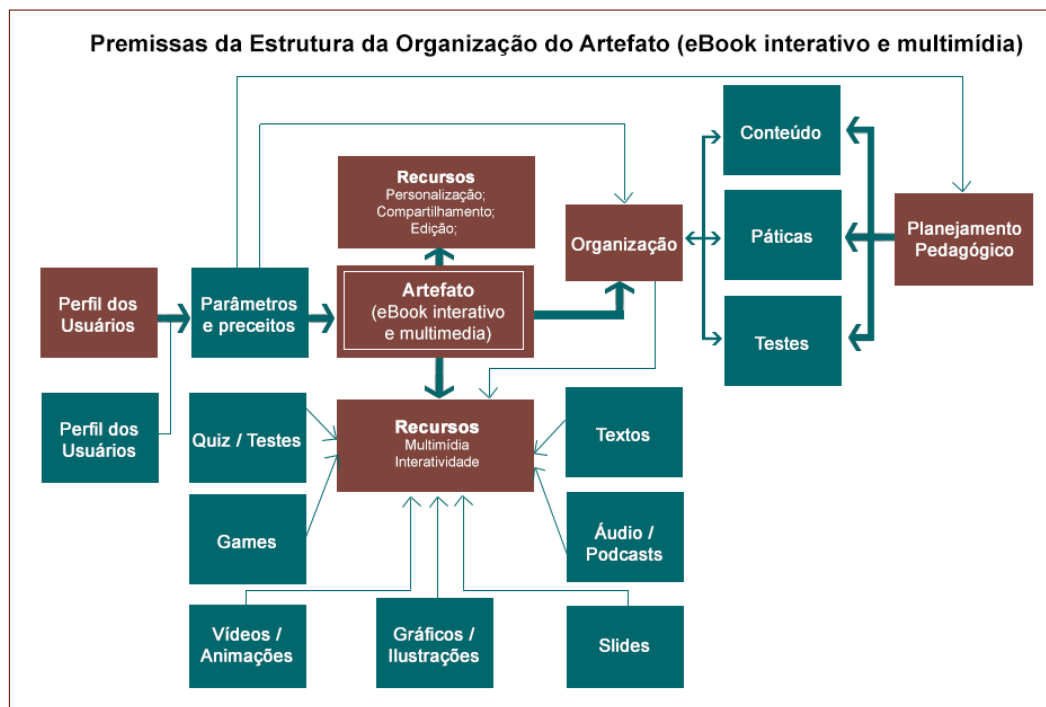 Premissas da Estrutura da Organização do Artefato (eBook interativo e multimídia)
Conteúdo
Recursos
Personalização;
Compartilhamento;
Edição;
Organização
Páticas
Planejamento
Pedagógico
Perfil dos
Usuários
Parâmetros
e preceitos
Artefato
(eBook interativo
e multimedia)
Testes
Perfil dos
Usuários
Quiz / Testes
Recursos
Multimídia
Interatividade
Textos
Games
Áudio /
Podcasts
Vídeos /
Animações
Gráficos /
Ilustrações
Slides